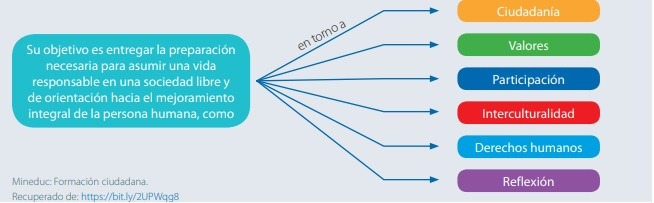 Su objetivo es entregar la preparación
necesaria para asumir una vida
responsable en una sociedad libre y
de orientación hacia el mejoramiento
integral de la persona humana, como
en torno a
Ciudadanía
Valores
Participación
Interculturalidad
Derechos humanos
Reflexión
Mineduc: Formación ciudadana.
Recuperado de: https://bit.ly/2UPWqg8